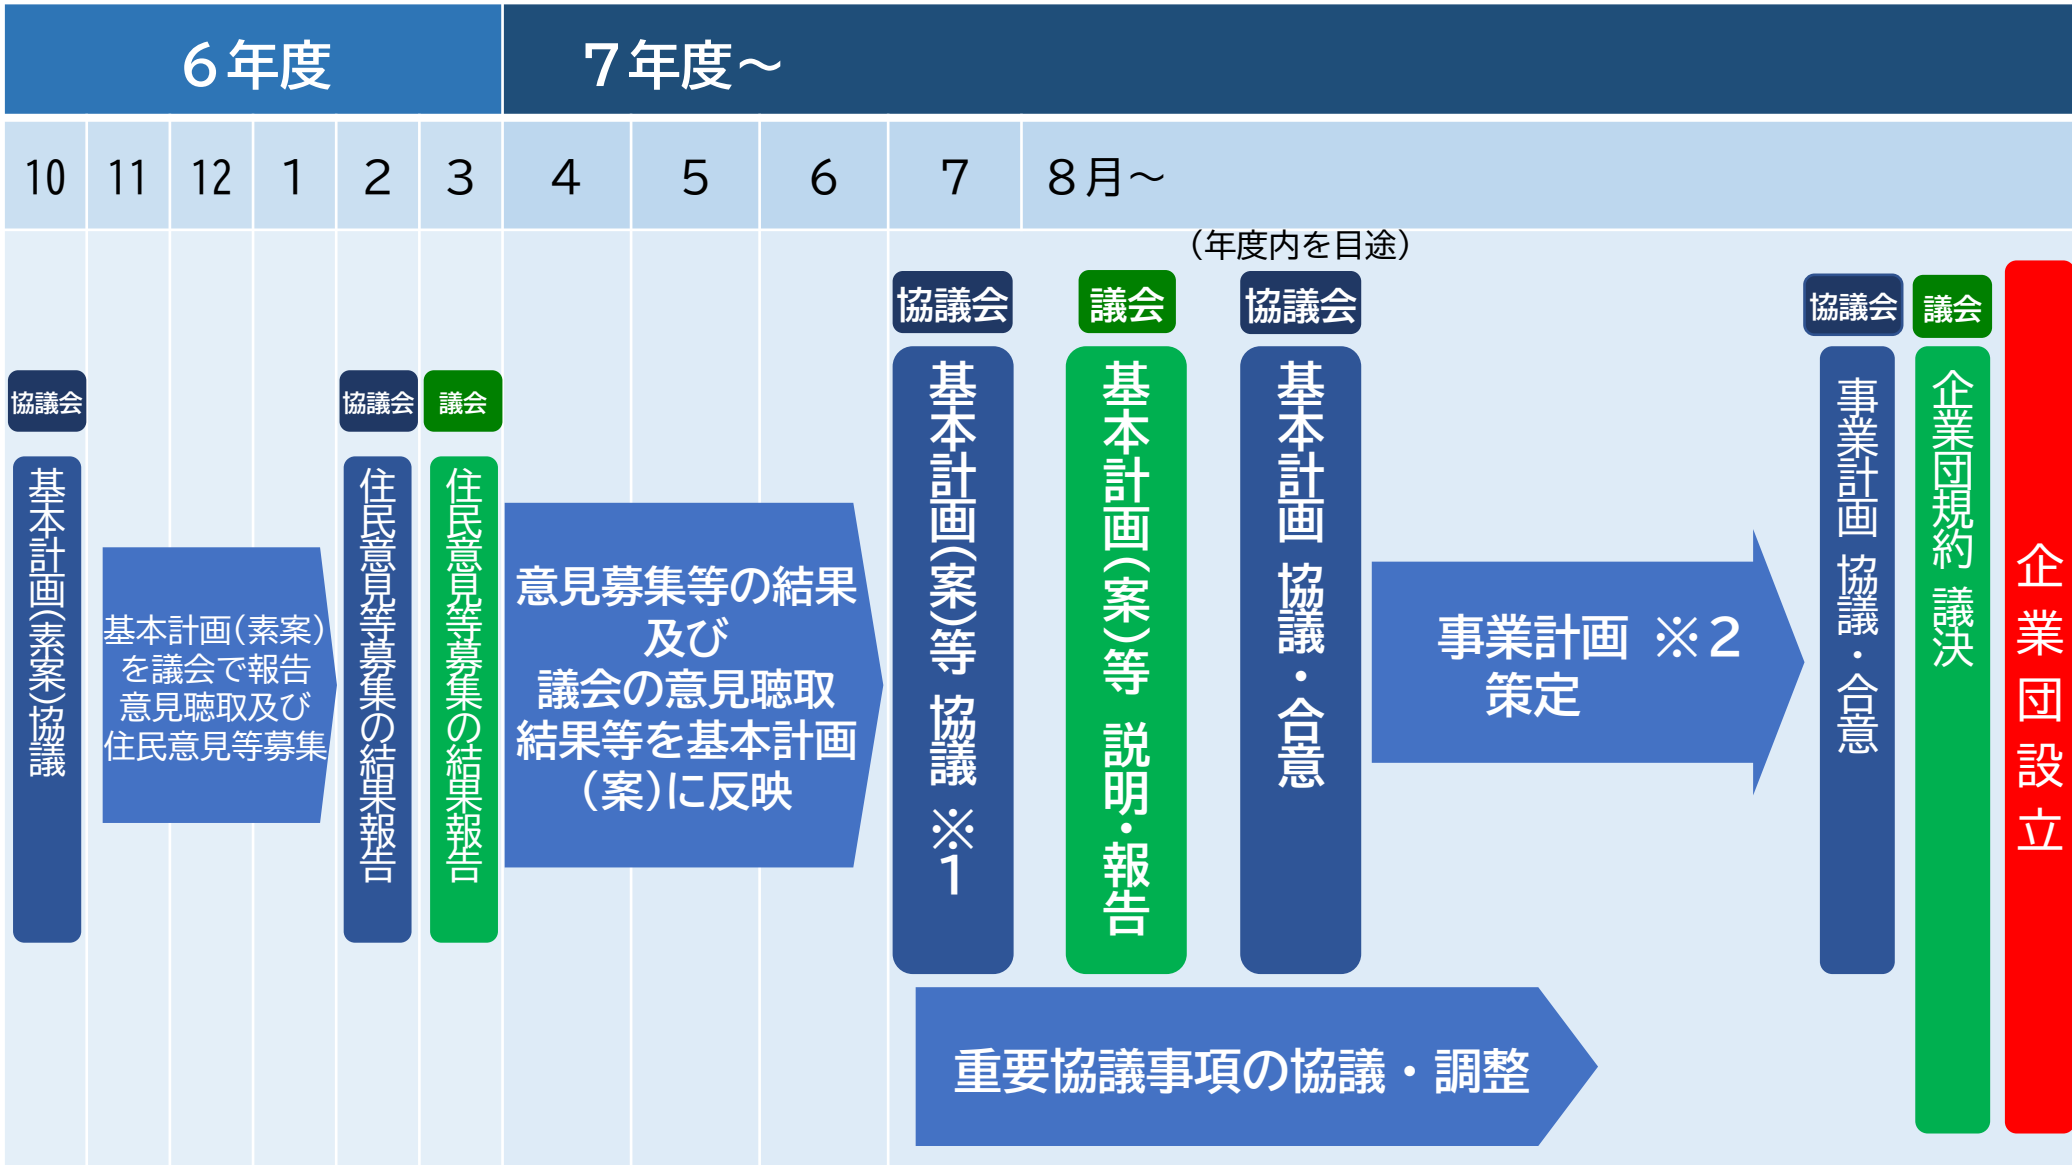 ６年度
７年度～
10
11
12
1
2
3
4
5
6
7
８月～
（年度内を目途）
協議会
基本計画（素案）協議
基本計画（素案）
を議会で報告
意見聴取及び
住民意見等募集
協議会
住民意見等募集の結果報告
議会
住民意見等募集の結果報告
意見募集等の結果
及び
議会の意見聴取
結果等を基本計画
（案）に反映
協議会
基本計画（案）等 協議 ※１
議会
基本計画（案）等 説明・報告
協議会
基本計画 協議・合意
事業計画 ※２
策定
重要協議事項の協議・調整
協議会
事業計画 協議・合意
議会
企業団規約 議決
企業団設立